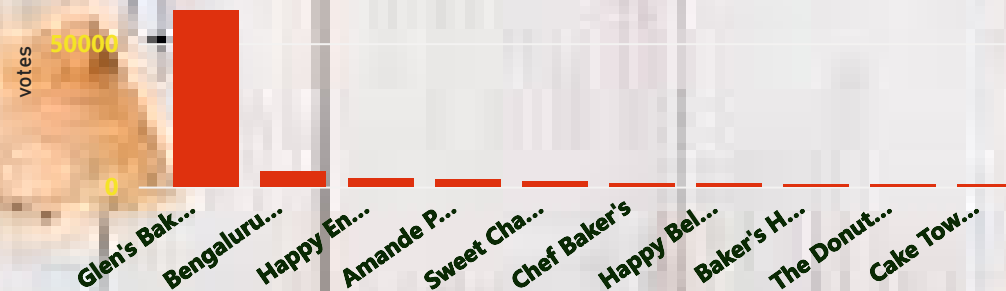 votes
50000
0
Glen's Bak...
Bengaluru...
Happy En...
Amande P...
Sweet Cha...
Chef Baker's
Happy Bel...
Baker's H...
The Donut...
Cake Tow...